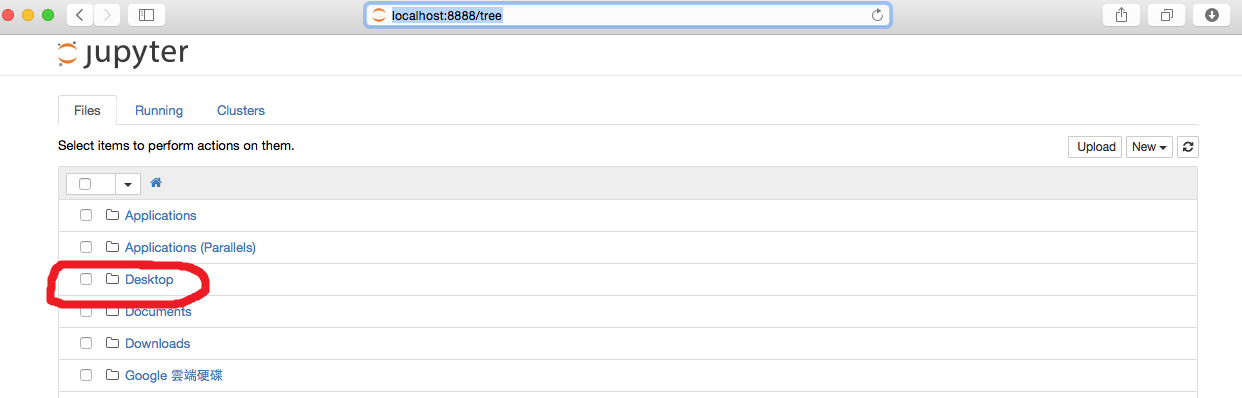 localhost:8888/tree
jupyter
Files Running Clusters
Select items to perform actions on them.
Upload New
Applications
Applications (Parallels)
Desktop
Documents
Downloads
Google 雲端硬碟